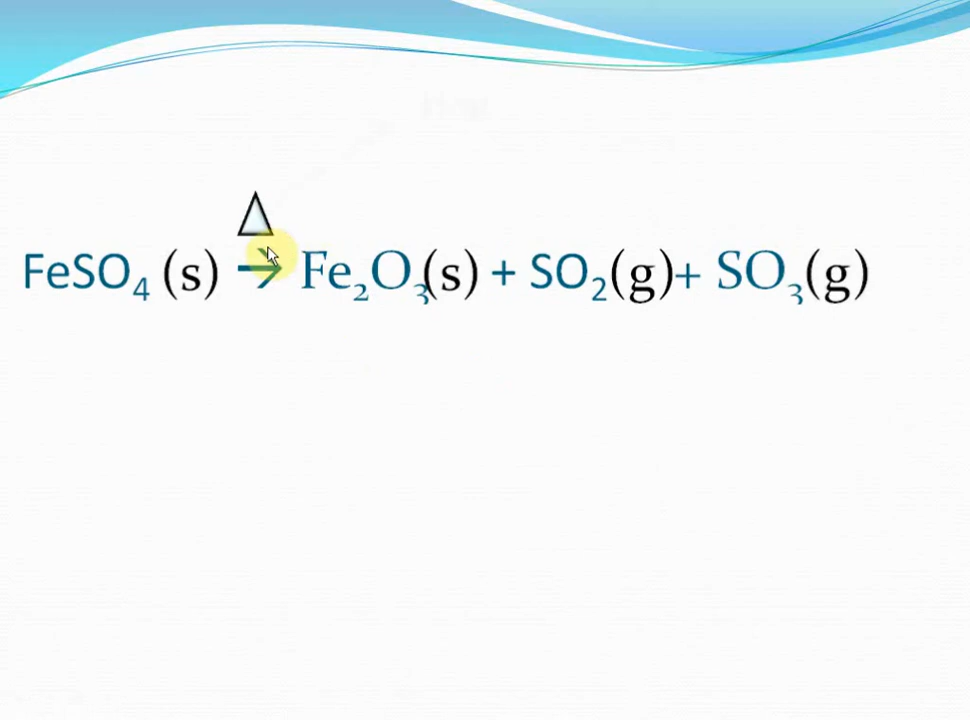 Δ
FeSO₄ (s) → Fe₂O₃(s) + SO₂(g)+ SO₃(g)